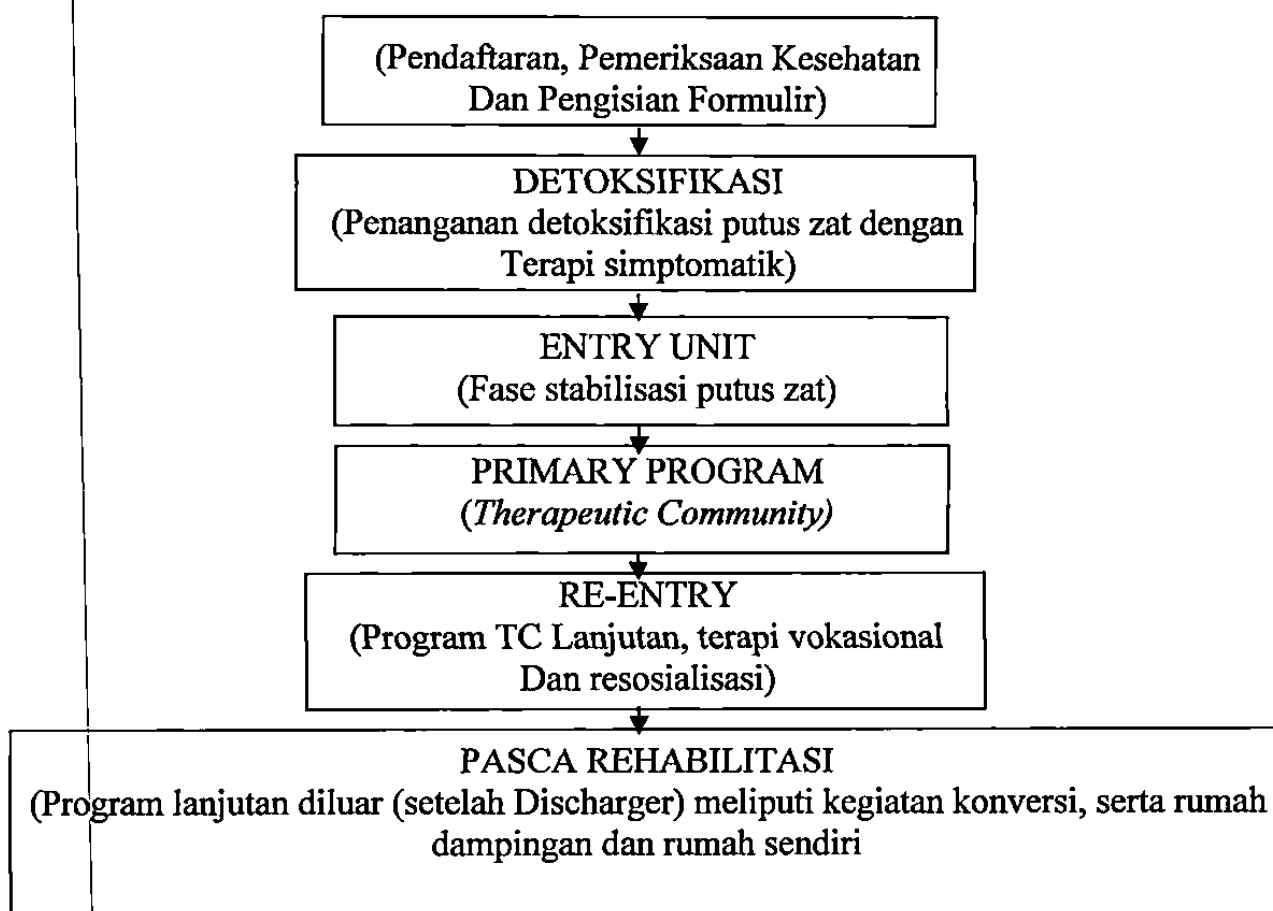 (Pendaftaran, Pemeriksaan Kesehatan
Dan Pengisian Formulir)
DETOKSIFIKASI
(Penanganan detoksifikasi putus zat dengan
Terapi simptomatik)
ENTRY UNIT
(Fase stabilisasi putus zat)
PRIMARY PROGRAM
(Therapeutic Community)
RE-ENTRY
(Program TC Lanjutan, terapi vokasional
Dan resosialisasi)
PASCA REHABILITASI
(Program lanjutan diluar (setelah Discharger) meliputi kegiatan konversi, serta rumah
dampingan dan rumah sendiri